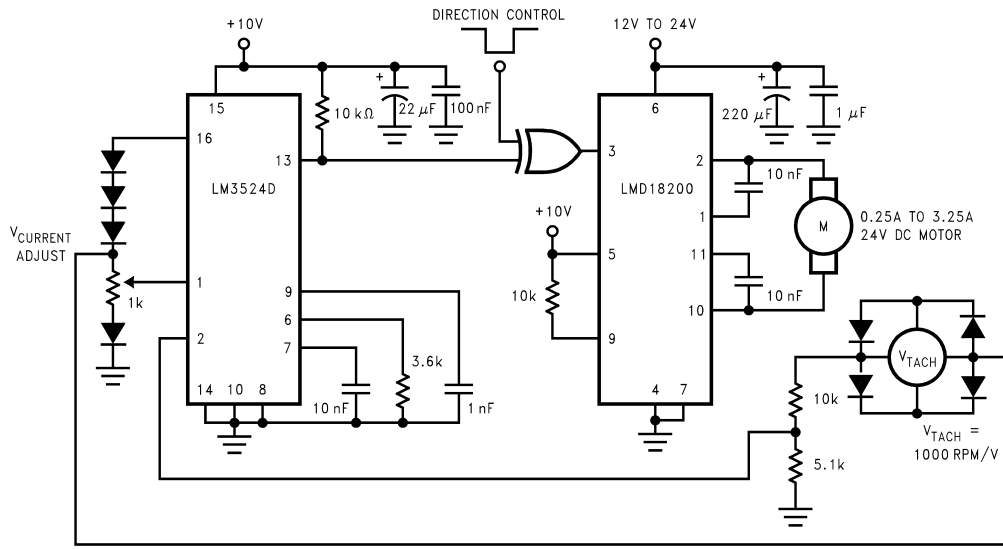 DIRECTION CONTROL
+10V
12V TO 24V
15
6
+
22 µF
100 nF
10 kΩ
+
220 µF
1 µF
16
13
3
2
10 nF
LM3524D
LMD18200
1
M
0.25A TO 3.25A
24V DC MOTOR
VCURRENT
ADJUST
+10V
5
11
1
1k
10k
10 nF
9
10
6
9
2
7
3.6k
VTACH
14
10
8
10 nF
1 nF
4
7
10k
VTACH =
1000 RPM/V
5.1k